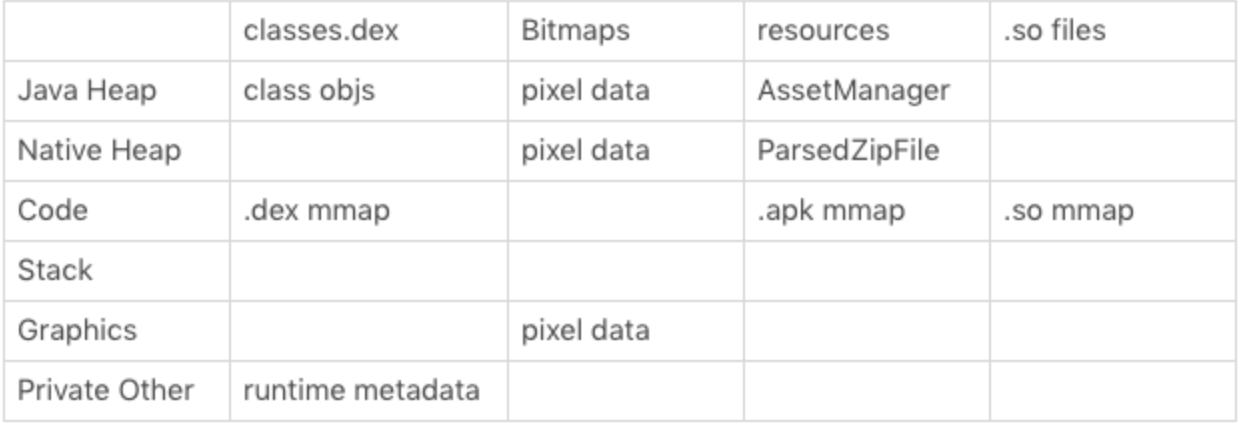 classes.dex Bitmaps resources .so files
Java Heap class objs pixel data AssetManager
Native Heap pixel data ParsedZipFile
Code .dex mmap .apk mmap .so mmap
Stack
Graphics pixel data
Private Other runtime metadata